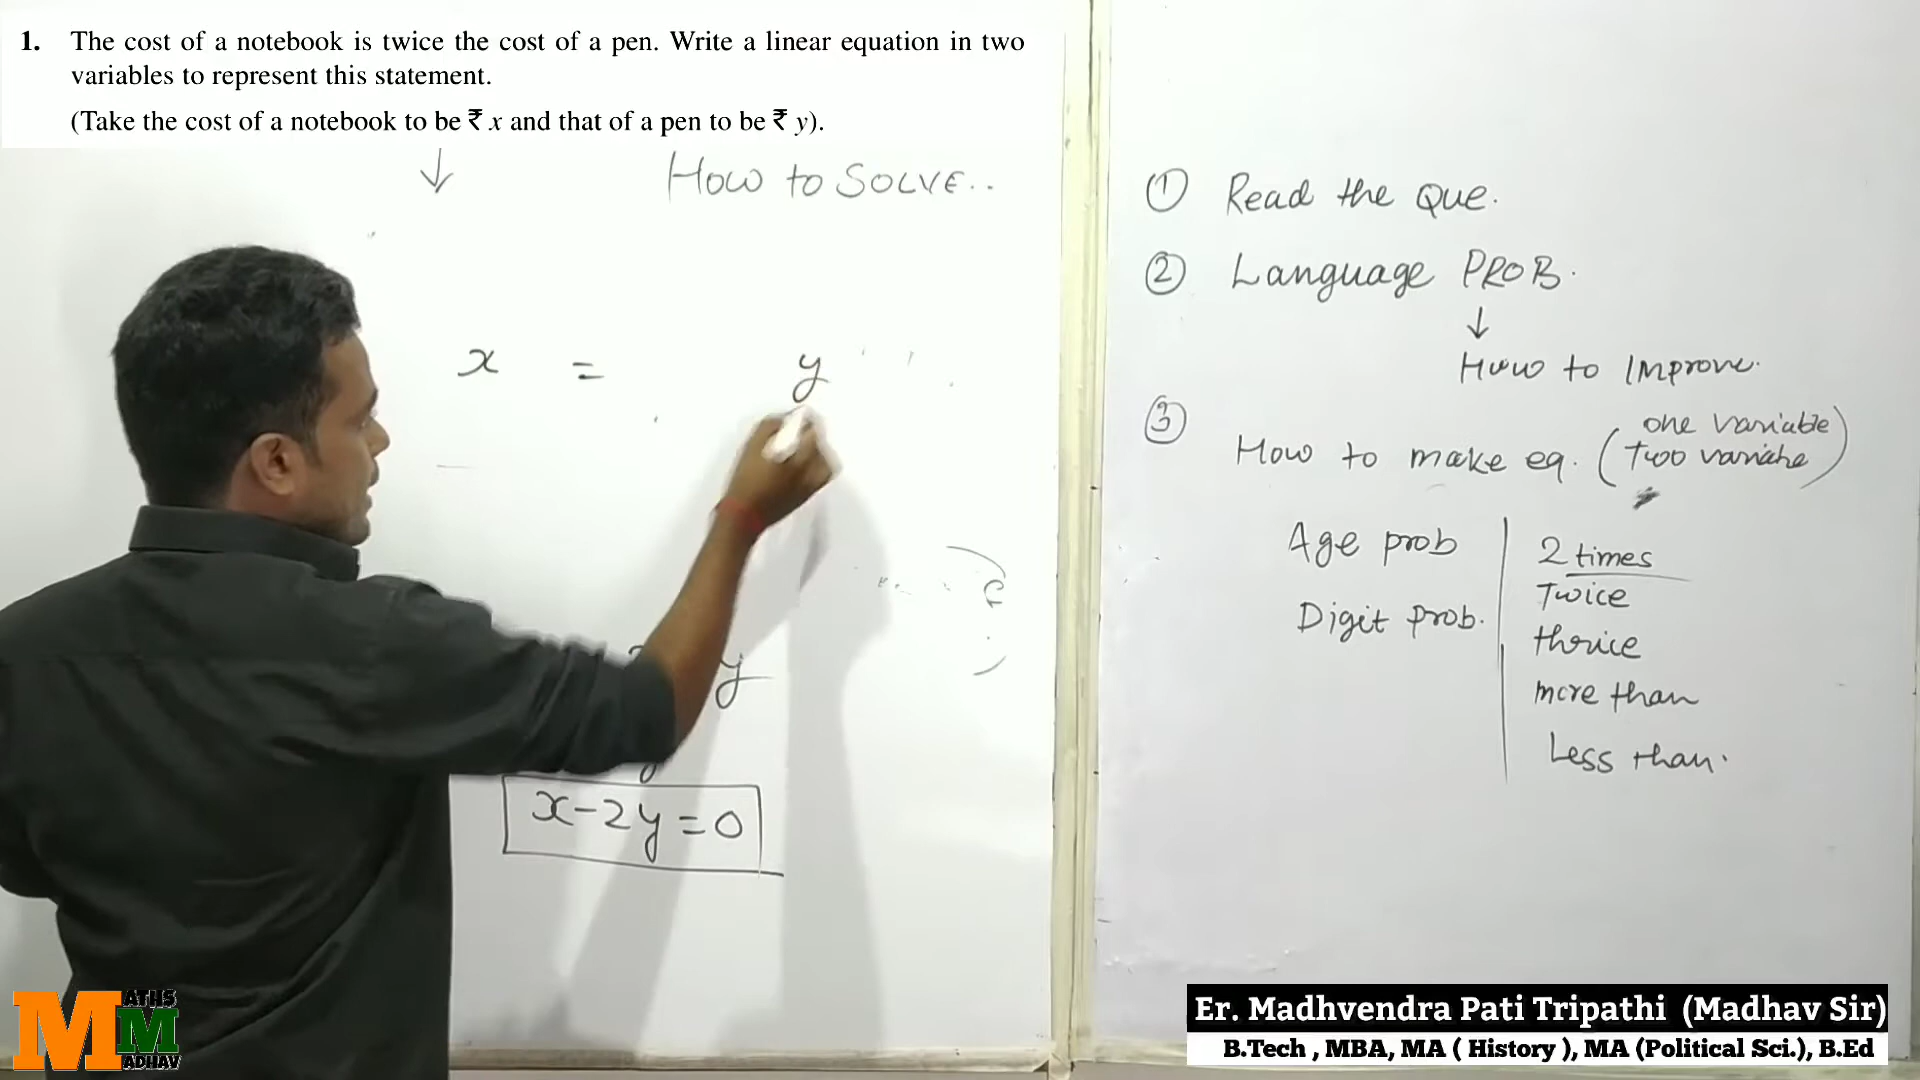 1. The cost of a notebook is twice the cost of a pen. Write a linear equation in two
variables to represent this statement.
(Take the cost of a notebook to be ₹ x and that of a pen to be ₹ y).
↓ How to SOLVE..
x = y
y
y
x-2y=0
① Read the Que.
② Language PROB.
↓
How to Improve.
③ How to make eq. (one variable
Two variable)
Age prob
Digit prob.
2 times
Twice
thrice
more than
Less than.
MATHS
MADHAV
Er. Madhvendra Pati Tripathi (Madhav Sir)
B.Tech , MBA, MA ( History ), MA (Political Sci.), B.Ed